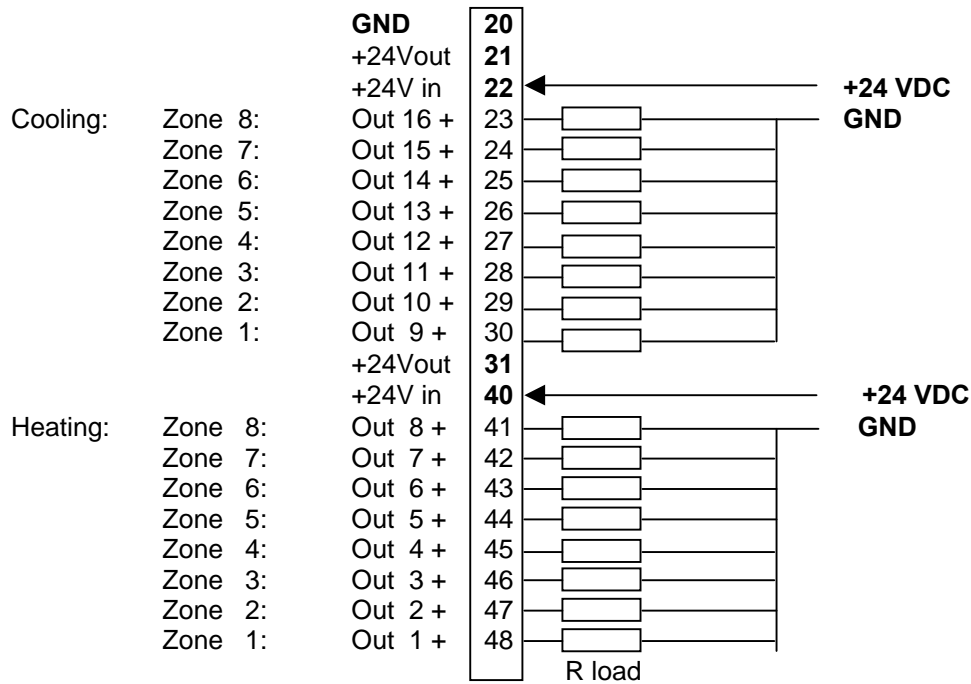 GND 20
+24Vout 21
+24V in 22 +24 VDC
Cooling: Zone 8: Out 16 + 23 GND
Zone 7: Out 15 + 24
Zone 6: Out 14 + 25
Zone 5: Out 13 + 26
Zone 4: Out 12 + 27
Zone 3: Out 11 + 28
Zone 2: Out 10 + 29
Zone 1: Out 9 + 30
+24Vout 31
+24V in 40 +24 VDC
Heating: Zone 8: Out 8 + 41 GND
Zone 7: Out 7 + 42
Zone 6: Out 6 + 43
Zone 5: Out 5 + 44
Zone 4: Out 4 + 45
Zone 3: Out 3 + 46
Zone 2: Out 2 + 47
Zone 1: Out 1 + 48
R load